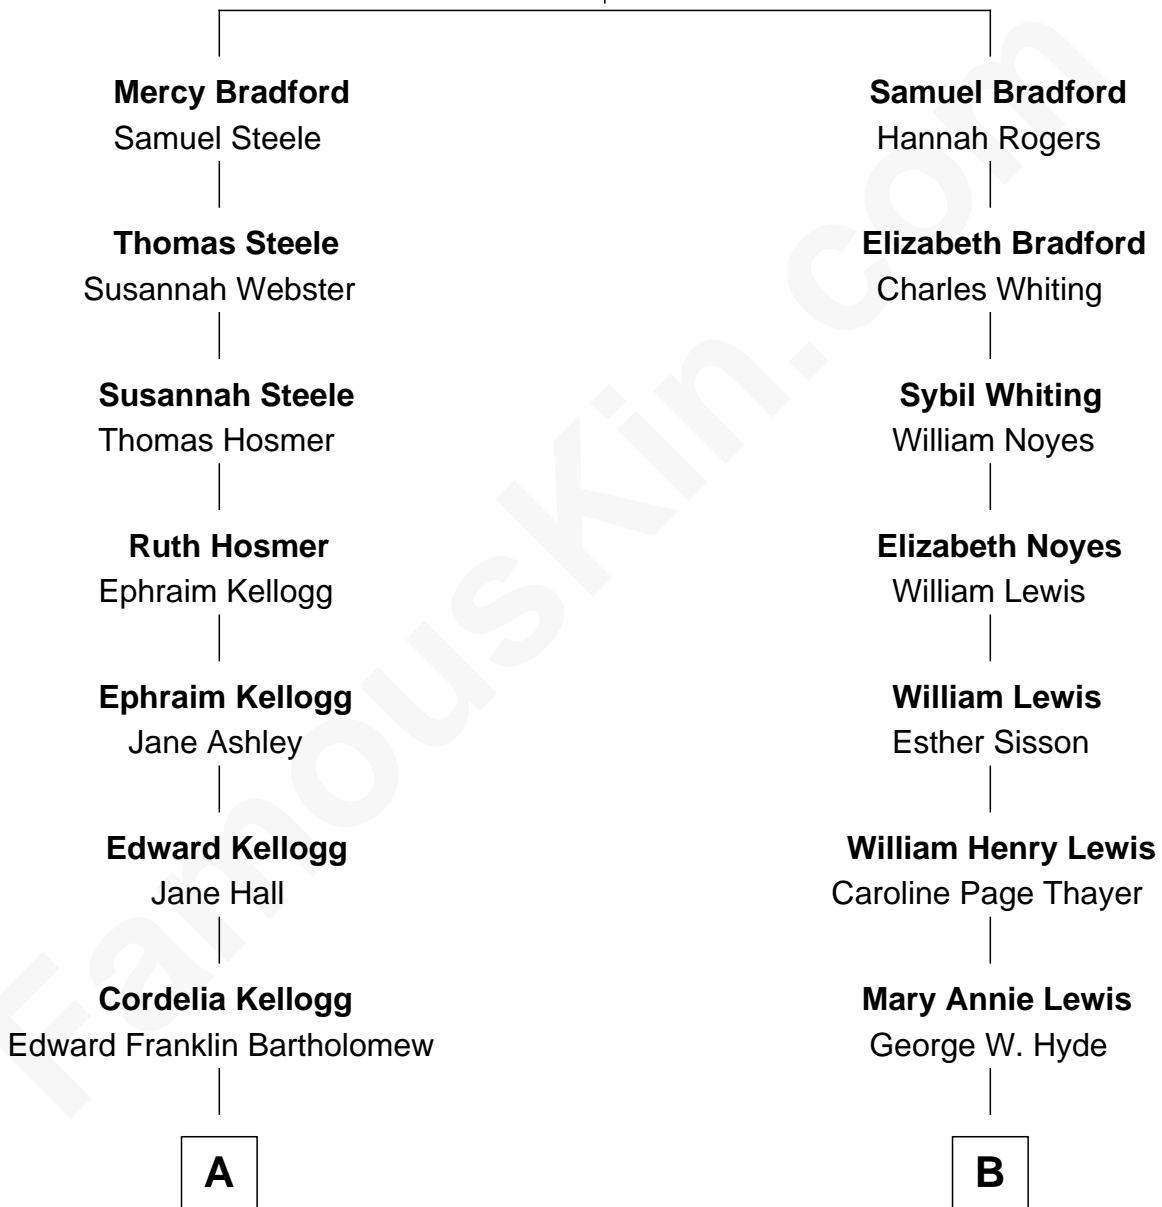 Mercy Bradford
Samuel Steele
Thomas Steele
Susannah Webster
Susannah Steele
Thomas Hosmer
Ruth Hosmer
Ephraim Kellogg
Ephraim Kellogg
Jane Ashley
Edward Kellogg
Jane Hall
Cordelia Kellogg
Edward Franklin Bartholomew
A
Samuel Bradford
Hannah Rogers
Elizabeth Bradford
Charles Whiting
Sybil Whiting
William Noyes
Elizabeth Noyes
William Lewis
William Lewis
Esther Sisson
William Henry Lewis
Caroline Page Thayer
Mary Annie Lewis
George W. Hyde
B
FamousKin.com